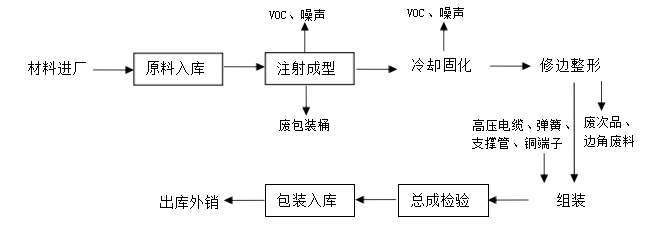 VOC、噪声
VOC、噪声
材料进厂
原料入库
注射成型
冷却固化
修边整形
废包装桶
高压电缆、弹簧、
支撑管、铜端子
废次品、
边角废料
出库外销
包装入库
总成检验
组装